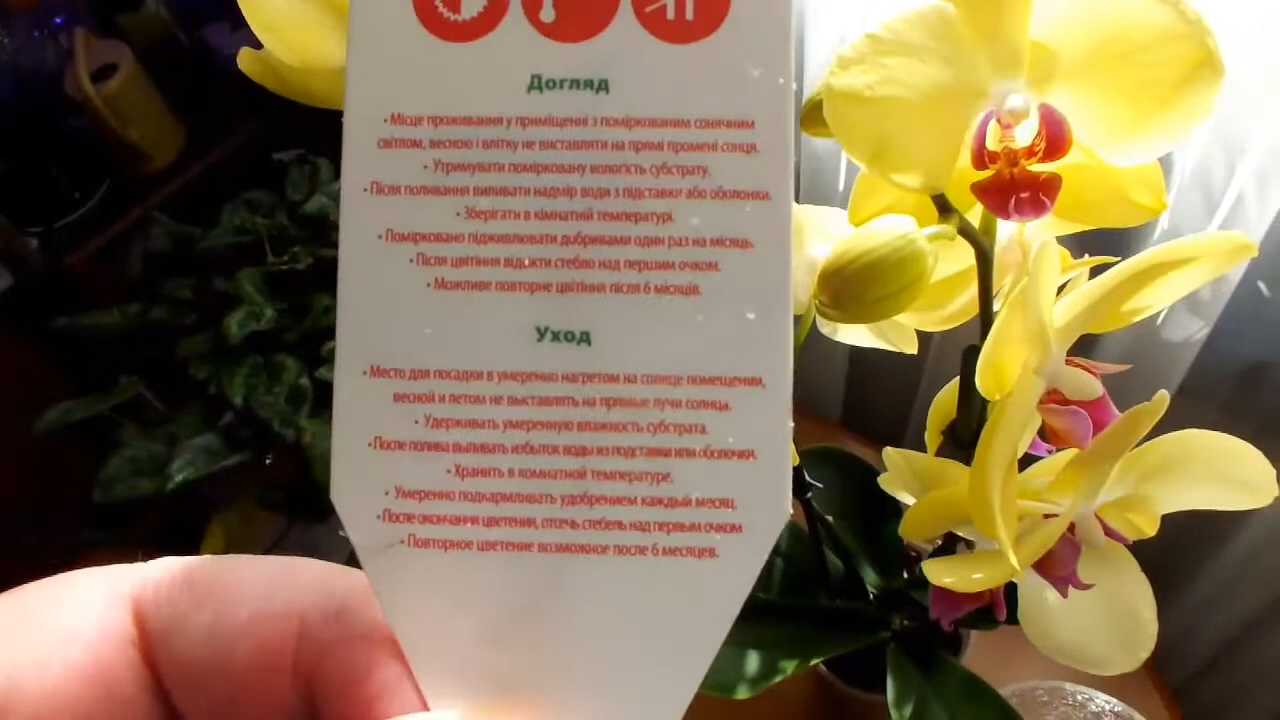 Догляд
• Місце проживання у приміщенні з поміркованим сонячним
світлом, весною і влітку не виставляти на прямі промені сонця.
• Утримувати помірковану вологість субстрату.
• Після поливання виливати надмір води з підставки або оболонки.
• Зберігати в кімнатній температурі.
• Помірковано підживлювати добривами один раз на місяць.
• Після цвітіння відсікти стебло над першим очком.
• Можливе повторне цвітіння після 6 місяців.
Уход
• Место для посадки в умеренно нагретом на солнце помещении,
весной и летом не выставлять на прямые лучи солнца.
• Удерживать умеренную влажность субстрата.
• После полива выливать избыток воды из подставки или оболочки.
• Хранить в комнатной температуре.
• Умеренно подкармливать удобрением каждый месяц.
• После окончания цветения, отсечь стебель над первым очком
• Повторное цветение возможное после 6 месяцев.